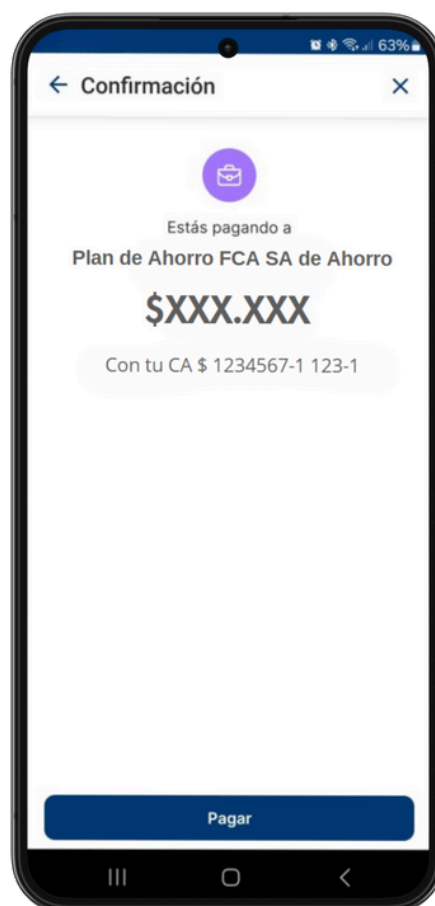 63%
Confirmación
Estás pagando a
Plan de Ahorro FCA SA de Ahorro
$XXX.XXX
Con tu CA $ 1234567-1 123-1
Pagar